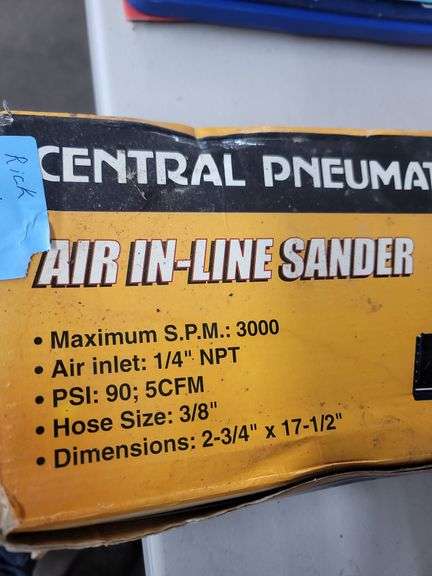 Rick
CENTRAL PNEUMAT
AIR IN-LINE SANDER
• Maximum S.P.M.: 3000
• Air inlet: 1/4" NPT
• PSI: 90; 5CFM
• Hose Size: 3/8"
• Dimensions: 2-3/4" x 17-1/2"